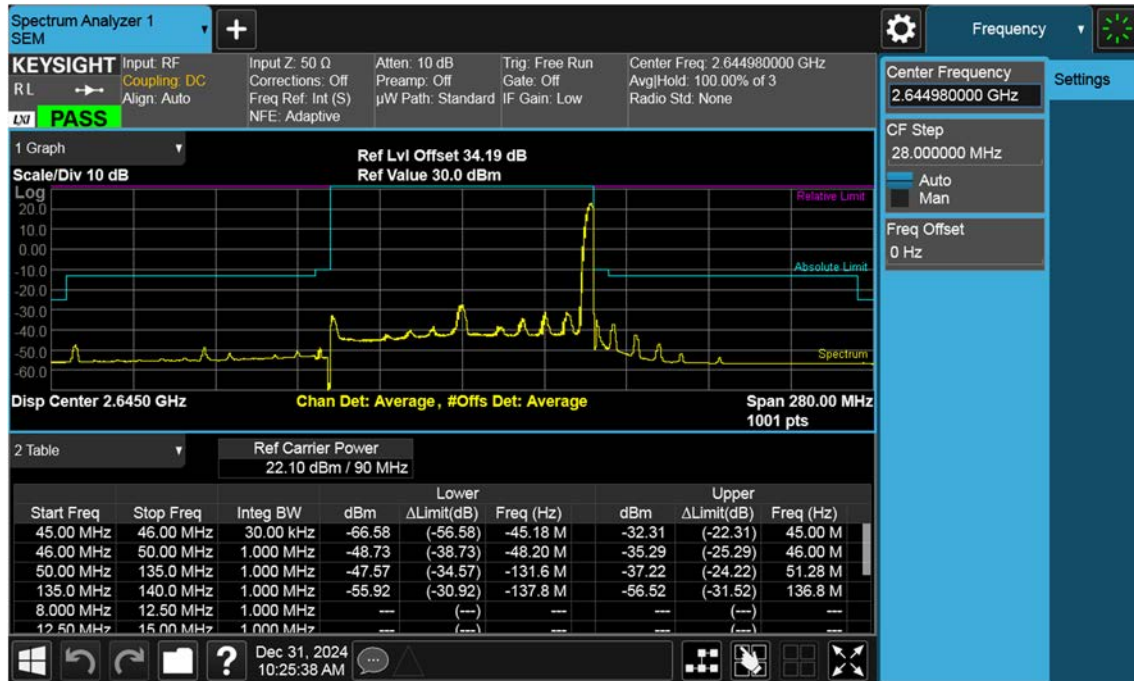 Spectrum Analyzer 1
SEM
Frequency
KEYSIGHT
RL
LXI
PASS
Input: RF
Coupling: DC
Align: Auto
Input Z: 50 Ω
Corrections: Off
Freq Ref: Int (S)
NFE: Adaptive
Atten: 10 dB
Preamp: Off
µW Path: Standard
Trig: Free Run
Gate: Off
IF Gain: Low
Center Freq: 2.644980000 GHz
Avg|Hold: 100.00% of 3
Radio Std: None
Center Frequency
2.644980000 GHz
Settings
CF Step
28.000000 MHz
Auto
Man
Freq Offset
0 Hz
1 Graph
Scale/Div 10 dB
Ref Lvl Offset 34.19 dB
Ref Value 30.0 dBm
Log
20.0
10.0
0.00
-10.0
-20.0
-30.0
-40.0
-50.0
-60.0
Relative Limit
Absolute Limit
Spectrum
Disp Center 2.6450 GHz
Chan Det: Average, #Offs Det: Average
Span 280.00 MHz
1001 pts
2 Table
Ref Carrier Power
22.10 dBm / 90 MHz
Lower Upper
Start Freq Stop Freq Integ BW dBm ΔLimit(dB) Freq (Hz) dBm ΔLimit(dB) Freq (Hz)
45.00 MHz 46.00 MHz 30.00 kHz -66.58 (-56.58) -45.18 M -32.31 (-22.31) 45.00 M
46.00 MHz 50.00 MHz 1.000 MHz -48.73 (-38.73) -48.20 M -35.29 (-25.29) 46.00 M
50.00 MHz 135.0 MHz 1.000 MHz -47.57 (-34.57) -131.6 M -37.22 (-24.22) 51.28 M
135.0 MHz 140.0 MHz 1.000 MHz -55.92 (-30.92) -137.8 M -56.52 (-31.52) 136.8 M
8.000 MHz 12.50 MHz 1.000 MHz --- (---) --- --- (---) ---
12.50 MHz 15.00 MHz 1.000 MHz --- (---) --- --- (---) ---
?
Dec 31, 2024
10:25:38 AM